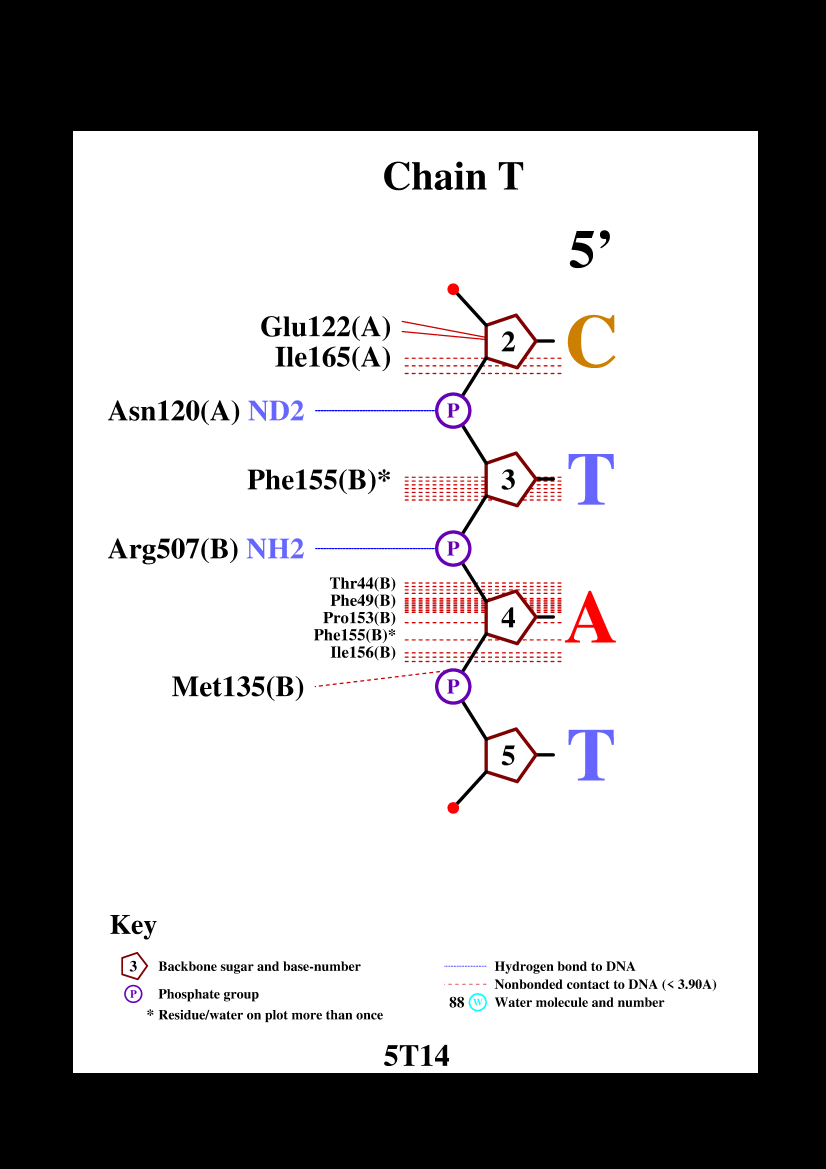 Chain T
5’
Glu122(A)
2 C
Ile165(A)
Asn120(A) ND2 P
Phe155(B)* 3 T
Arg507(B) NH2 P
Thr44(B)
Phe49(B)
Pro153(B) 4 A
Phe155(B)*
Ile156(B)
Met135(B) P
5 T
Key
3 Backbone sugar and base-number
P Phosphate group
* Residue/water on plot more than once
Hydrogen bond to DNA
Nonbonded contact to DNA (< 3.90A)
88 W Water molecule and number
5T14